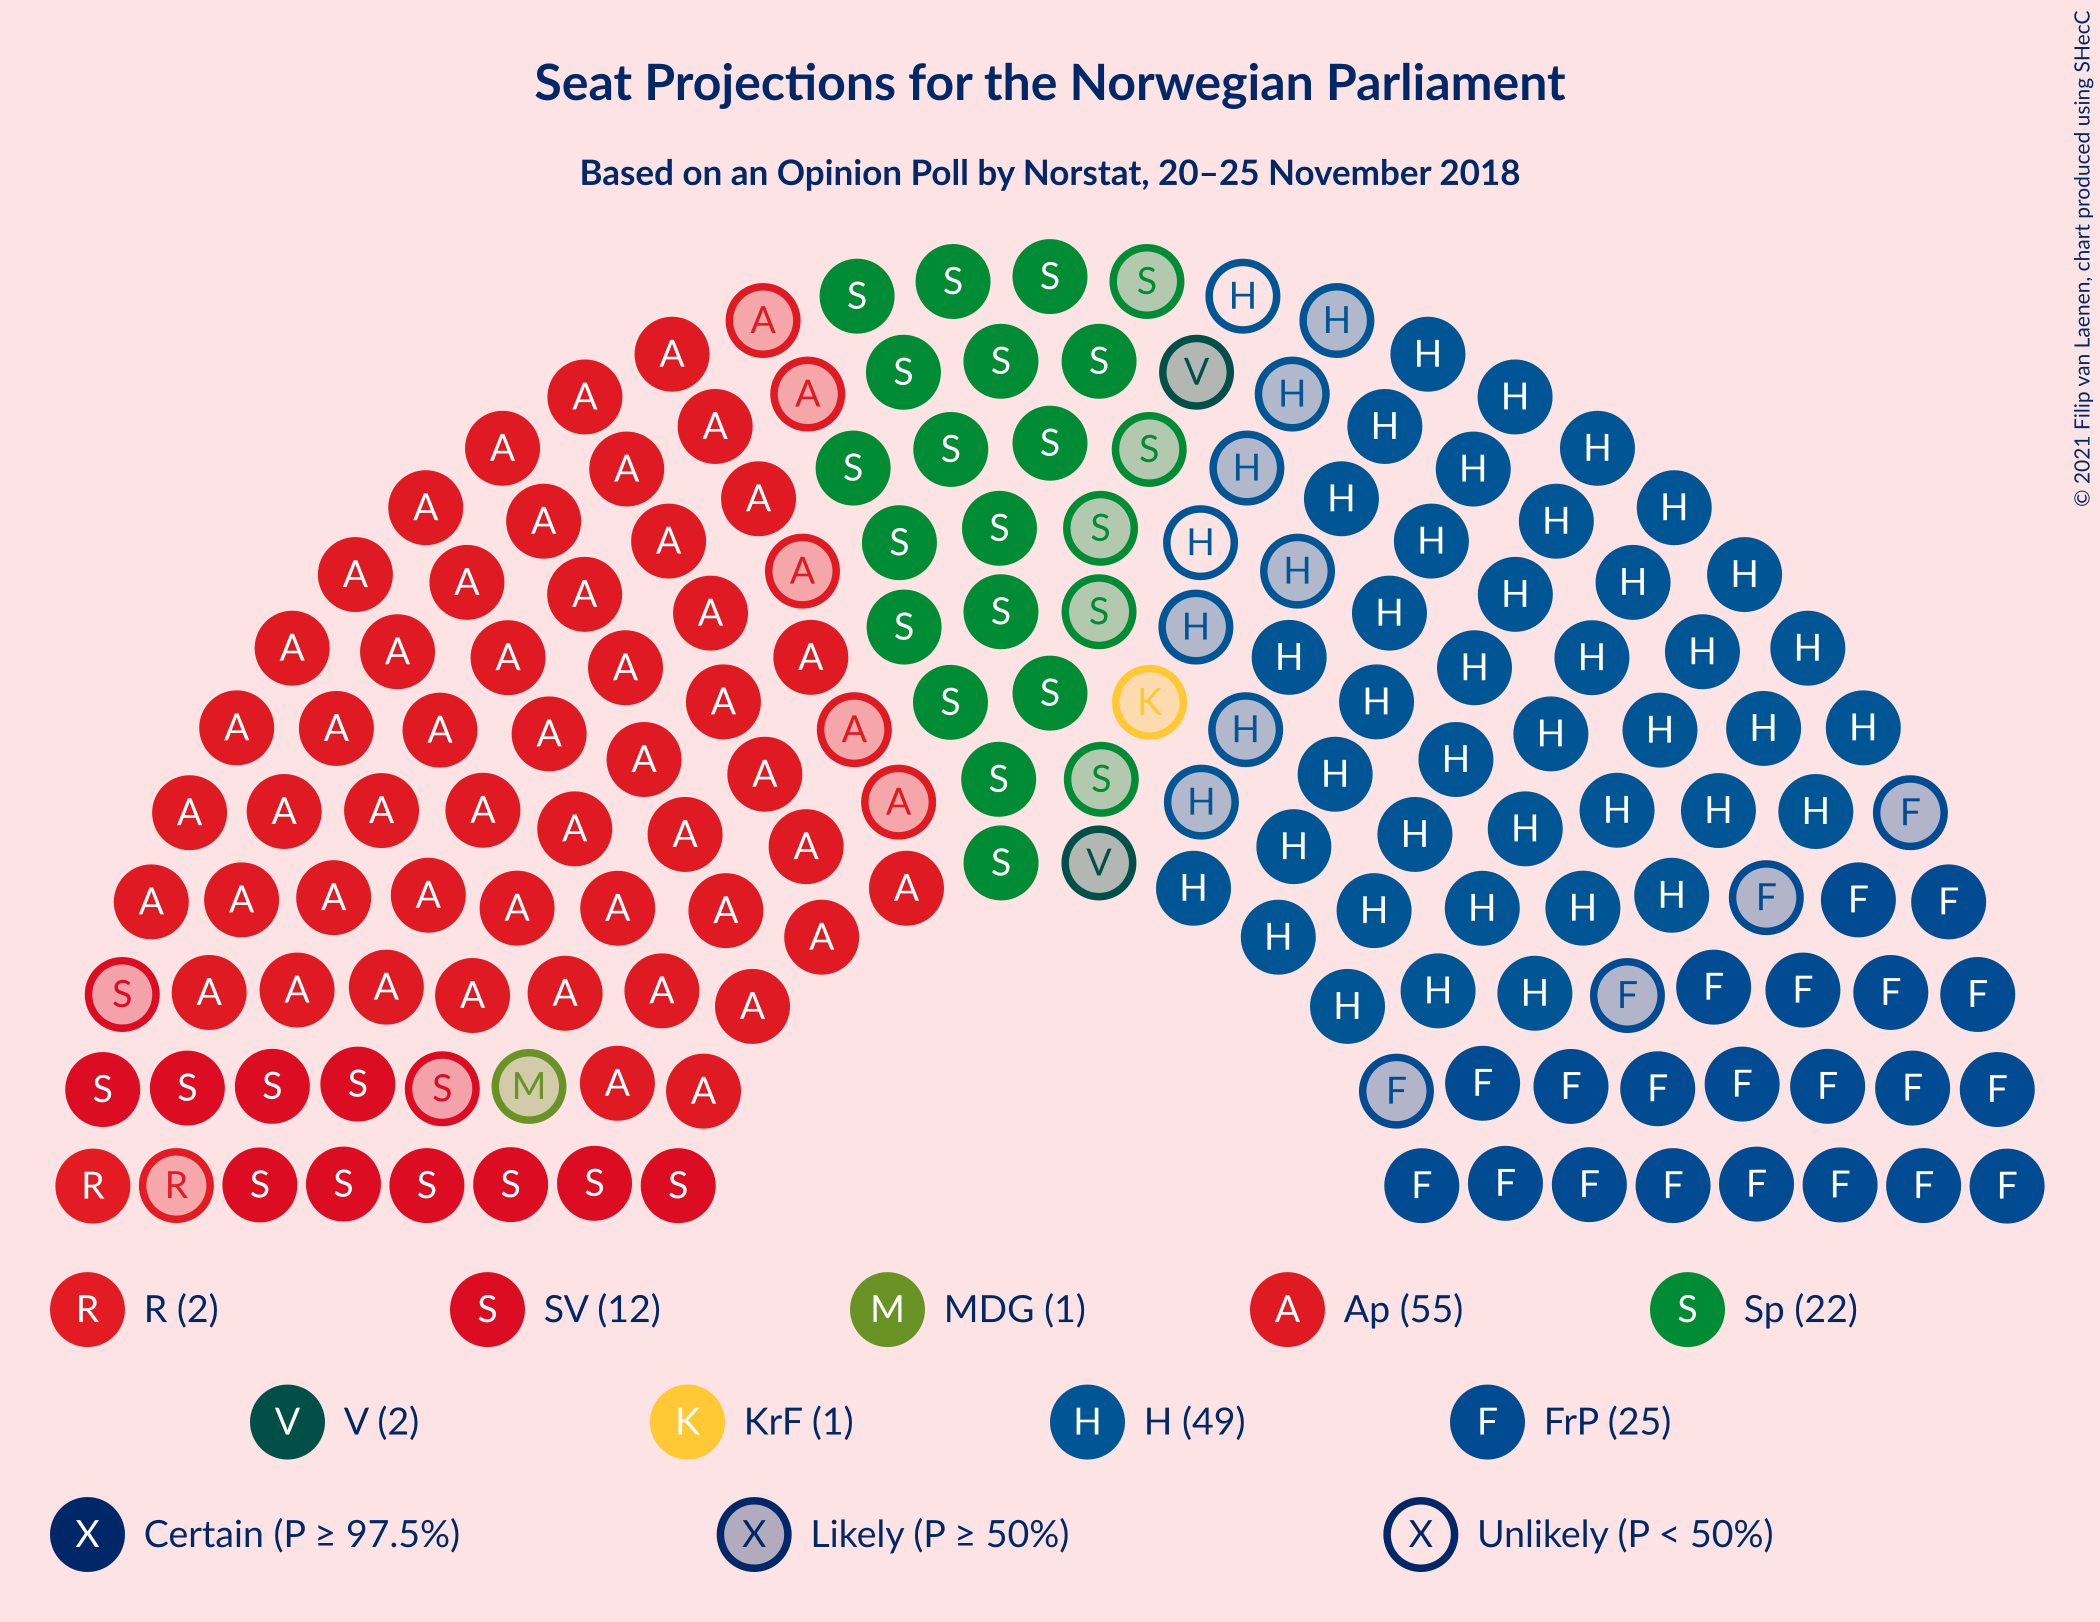 Seat Projections for the Norwegian Parliament
Based on an Opinion Poll by Norstat, 20–25 November 2018
© 2021 Filip van Laenen, chart produced using SHecC
S S S S H
A H
A S S S V H
A H H
A A S S S S H H H
A A H H
A A A S S S H H H H
A A A H H H
A A A A S S S H H H H H
A A A A H H H H
A A A A A S S K H H H H H H
A A A A A H H H H H
A A A A A A S S H H H H H H F
A A A A A A H H H H H
A A A A A A A A S V H H H H H F F F
A A A A A A A A H H H H
S A A A A A A A H H H F F F F F
S S S S S M A A F F F F F F F F
R R S S S S S S F F F F F F F F
R R (2) S SV (12) M MDG (1) A Ap (55) S Sp (22)
V V (2) K KrF (1) H H (49) F FrP (25)
X Certain (P ≥ 97.5%) X Likely (P ≥ 50%) X Unlikely (P < 50%)